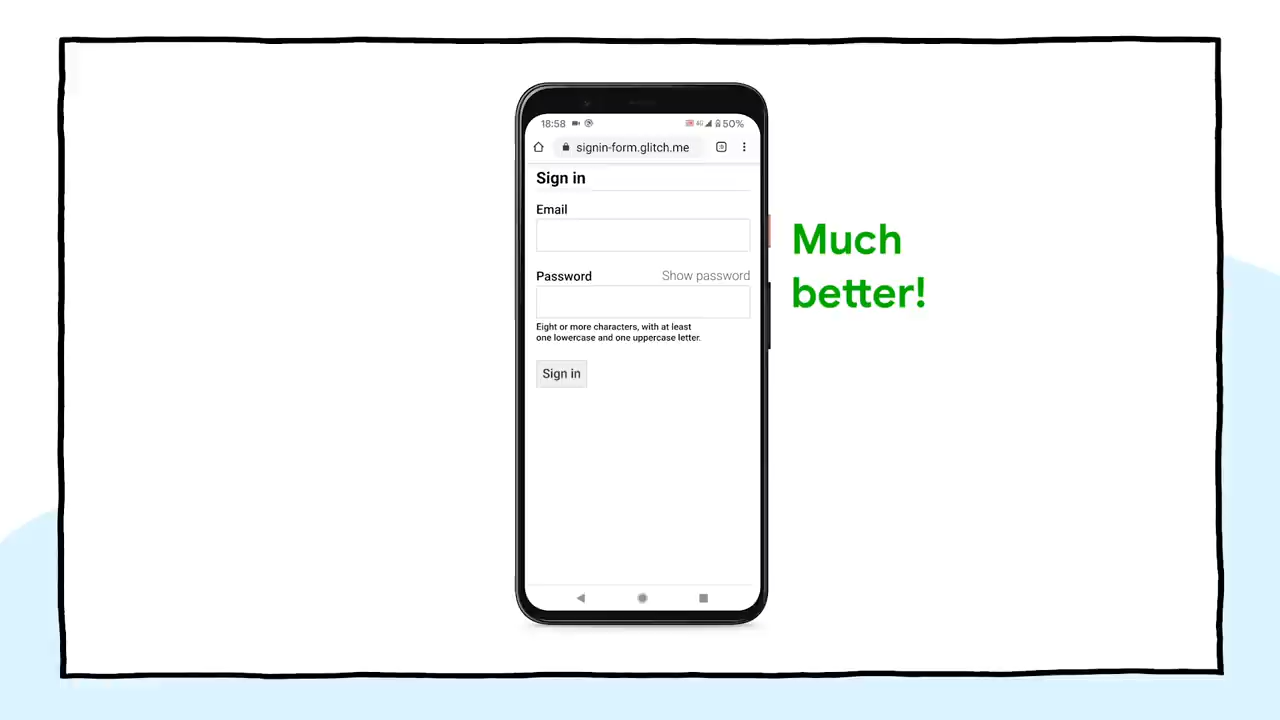 18:58
4G
50%
signin-form.glitch.me
Sign in
Email
Password
Show password
Eight or more characters, with at least
one lowercase and one uppercase letter.
Sign in
Much
better!